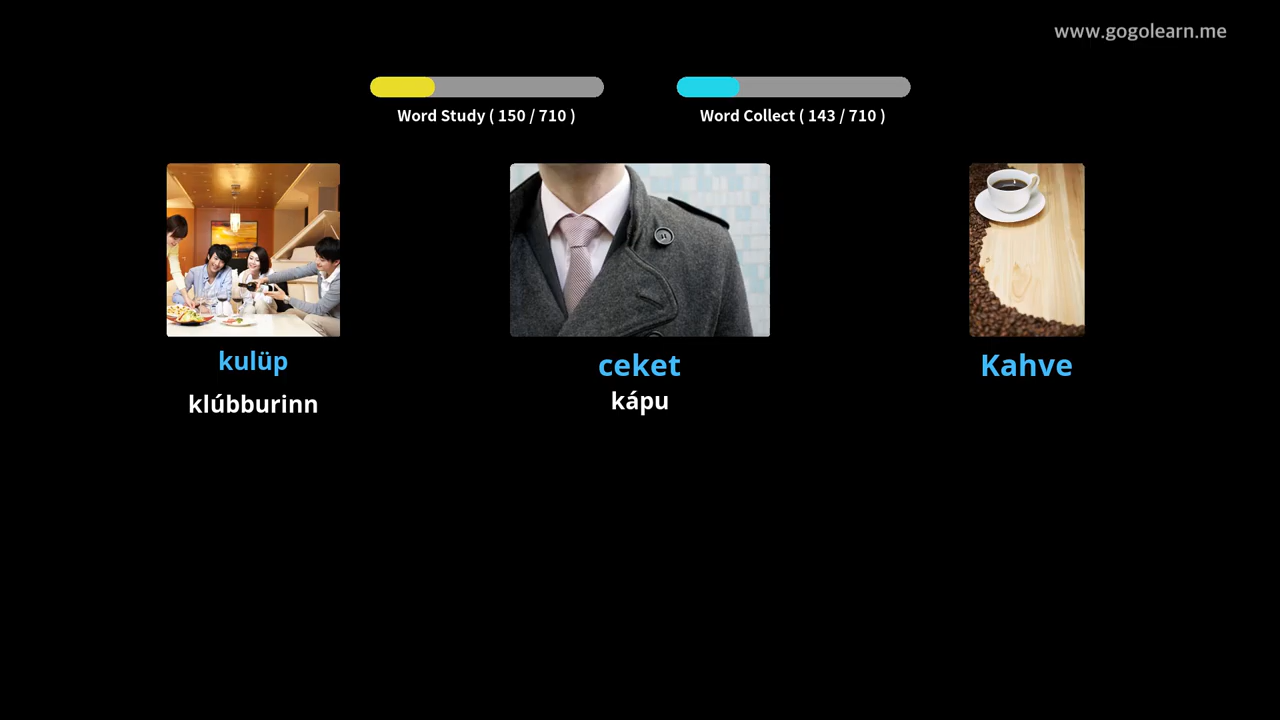 www.gogolearn.me
Word Study ( 150 / 710 )
Word Collect ( 143 / 710 )
kulüp
klúbburinn
ceket
kápu
Kahve